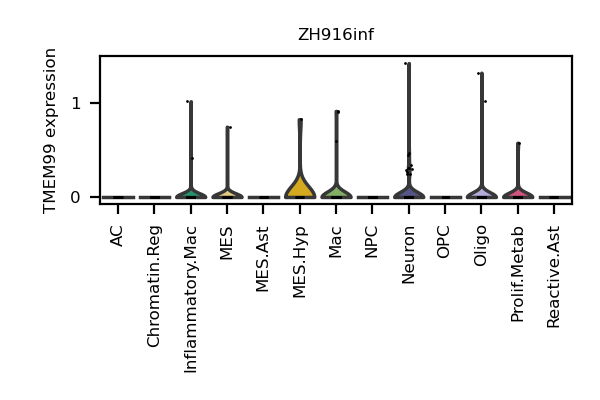 ZH916inf
TMEM99 expression
1
0
AC
Chromatin.Reg
Inflammatory.Mac
MES
MES.Ast
MES.Hyp
Mac
NPC
Neuron
OPC
Oligo
Prolif.Metab
Reactive.Ast